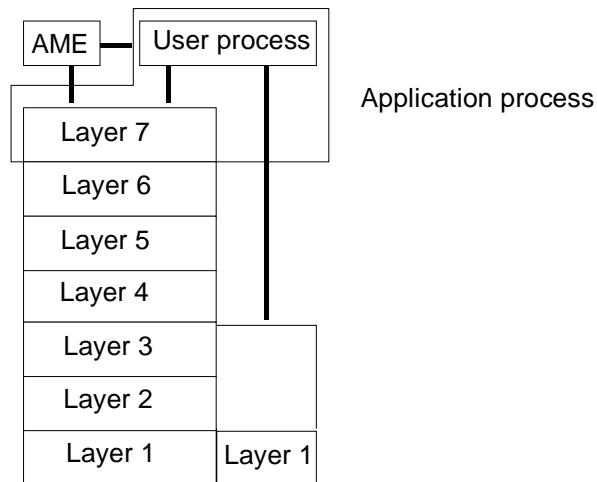 AME
User process
Application process
Layer 7
Layer 6
Layer 5
Layer 4
Layer 3
Layer 2
Layer 1
Layer 1